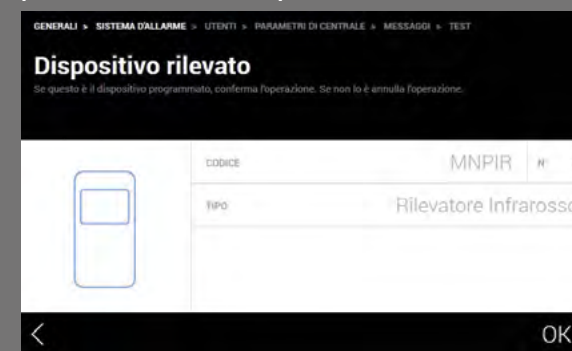 GENERALI > SISTEMA D'ALLARME > UTENTI > PARAMETRI DI CENTRALE > MESSAGGI > TEST
Dispositivo rilevato
Se questo è il dispositivo programmato, conferma l'operazione. Se non lo è annulla l'operazione.
CODICE MNPIR N
TIPO Rilevatore Infrarosso
< OK